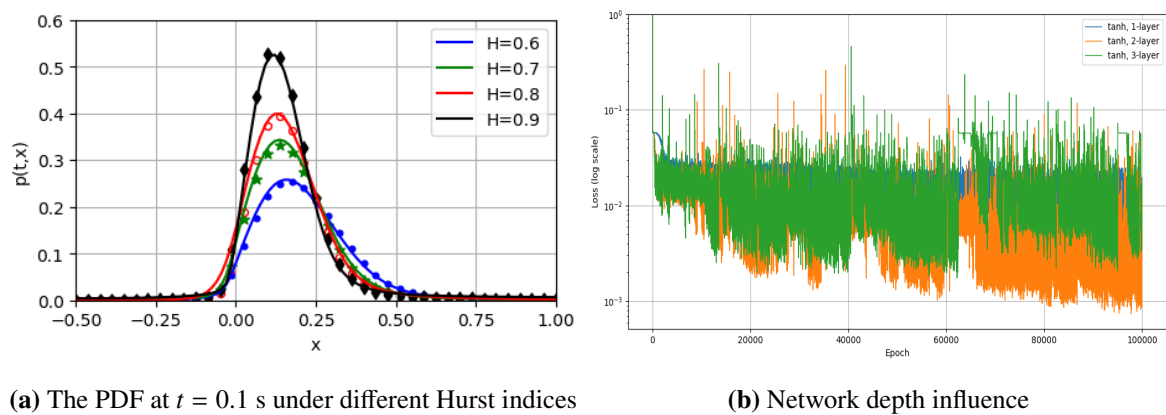 0.6
0.5
0.4
0.3
0.2
0.1
0.0
p(t,x)
H=0.6
H=0.7
H=0.8
H=0.9
−0.50
−0.25
0.00
0.25
0.50
0.75
1.00
x
(a) The PDF at t = 0.1 s under different Hurst indices
tanh, 1-layer
tanh, 2-layer
tanh, 3-layer
10⁻¹
10⁻²
10⁻³
Loss (log scale)
0
20000
40000
60000
80000
100000
Epoch
(b) Network depth influence